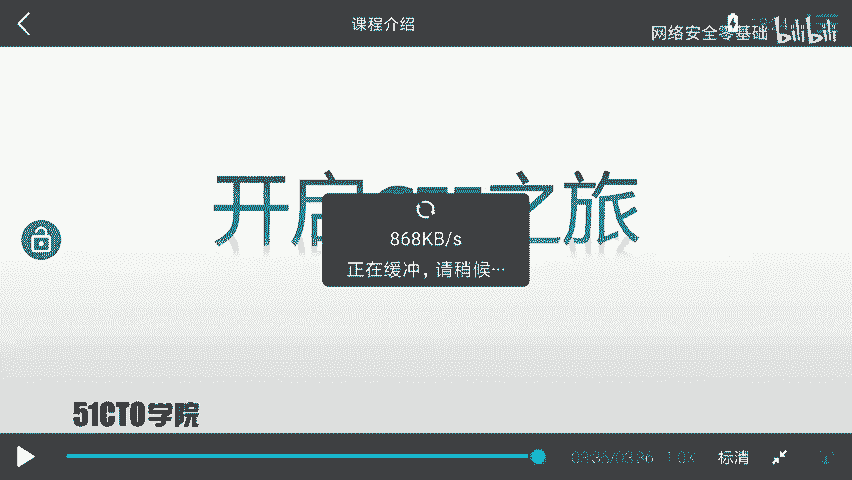 课程介绍
网络安全零基础 bilibili
开启 之旅
868KB/s
正在缓冲，请稍候…
51CTO学院
03:35/03:36 1.0X 标清